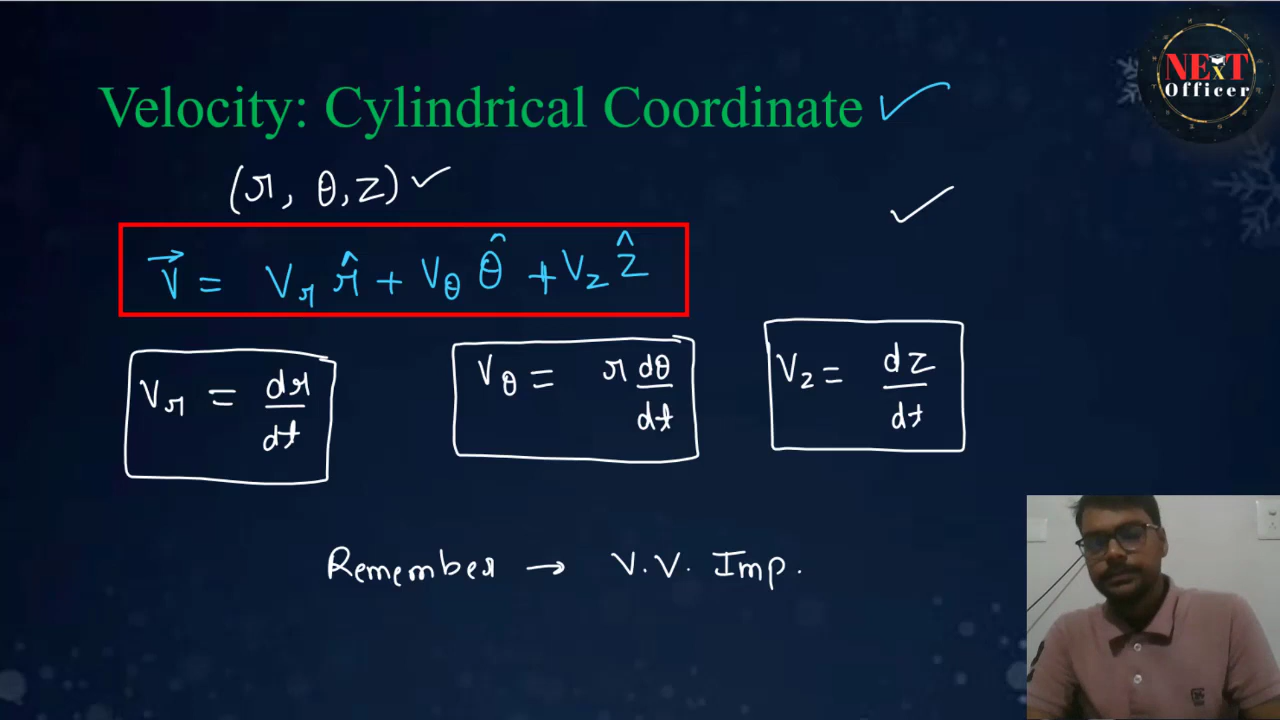 NExT
Officer
Velocity: Cylindrical Coordinate ✓
(r, θ, z) ✓
✓
V⃗ = Vr r̂ + Vθ θ̂ + Vz ẑ
Vr = dr/dt
Vθ = r dθ/dt
Vz = dz/dt
Remember → V.V. Imp.